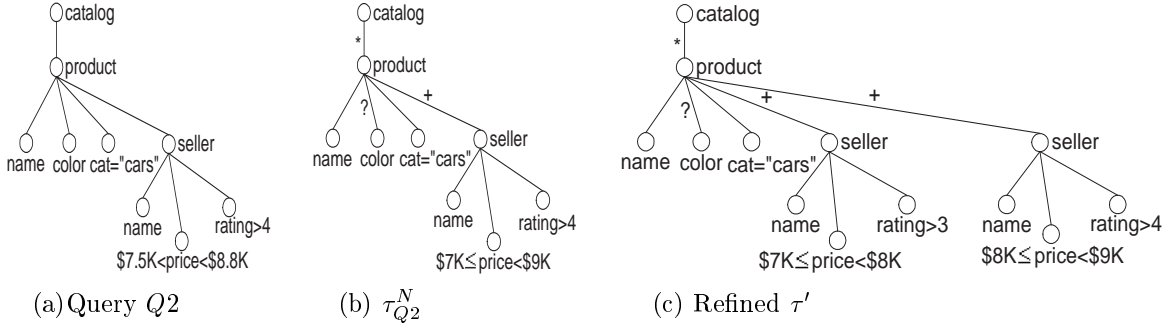 catalog
*
product
name color cat="cars"
seller
name
rating>4
$7.5K<price<$8.8K
(a)Query Q2
catalog
*
product
?
+
name color cat="cars"
seller
name
rating>4
$7K≤price<$9K
(b) τ^N_Q2
catalog
*
product
?
+
+
name color cat="cars"
seller
name
rating>3
$7K≤price<$8K
seller
name
rating>4
$8K≤price<$9K
(c) Refined τ′